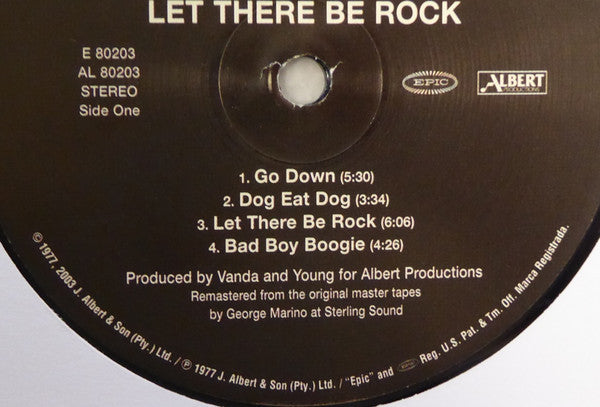 LET THERE BE ROCK
E 80203
AL 80203
STEREO
Side One
EPIC
ALBERT
PRODUCTIONS
1. Go Down (5:30)
2. Dog Eat Dog (3:34)
3. Let There Be Rock (6:06)
4. Bad Boy Boogie (4:26)
Produced by Vanda and Young for Albert Productions
Remastered from the original master tapes
by George Marino at Sterling Sound
© 1977, 2003 J. Albert & Son (Pty.) Ltd. / ℗ 1977 J. Albert & Son (Pty.) Ltd. / "Epic" and EPIC Reg. U.S. Pat. & Tm. Off. Marca Registrada.